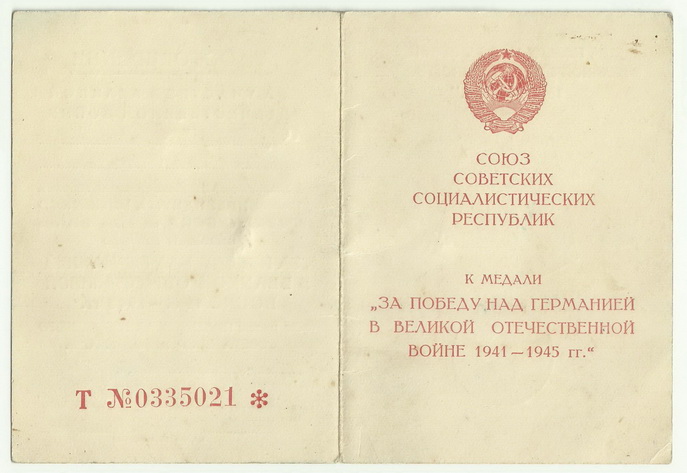 Т №0335021 *
СОЮЗ
СОВЕТСКИХ
СОЦИАЛИСТИЧЕСКИХ
РЕСПУБЛИК
К МЕДАЛИ
„ЗА ПОБЕДУ НАД ГЕРМАНИЕЙ
В ВЕЛИКОЙ ОТЕЧЕСТВЕННОЙ
ВОЙНЕ 1941—1945 гг.“